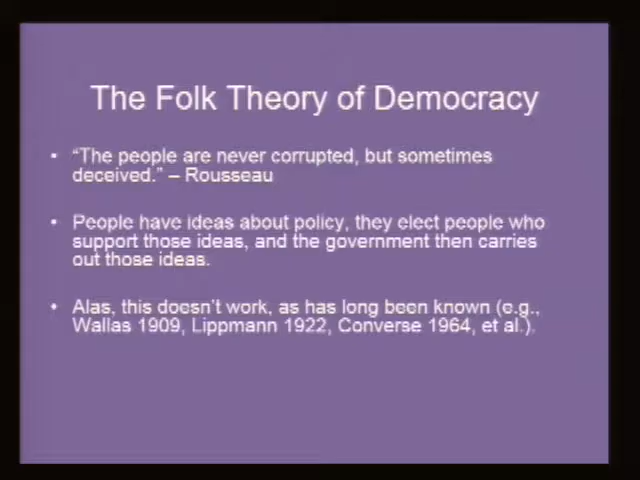 The Folk Theory of Democracy
• “The people are never corrupted, but sometimes
deceived.” – Rousseau
• People have ideas about policy, they elect people who
support those ideas, and the government then carries
out those ideas.
• Alas, this doesn’t work, as has long been known (e.g.,
Wallas 1909, Lippmann 1922, Converse 1964, et al.).